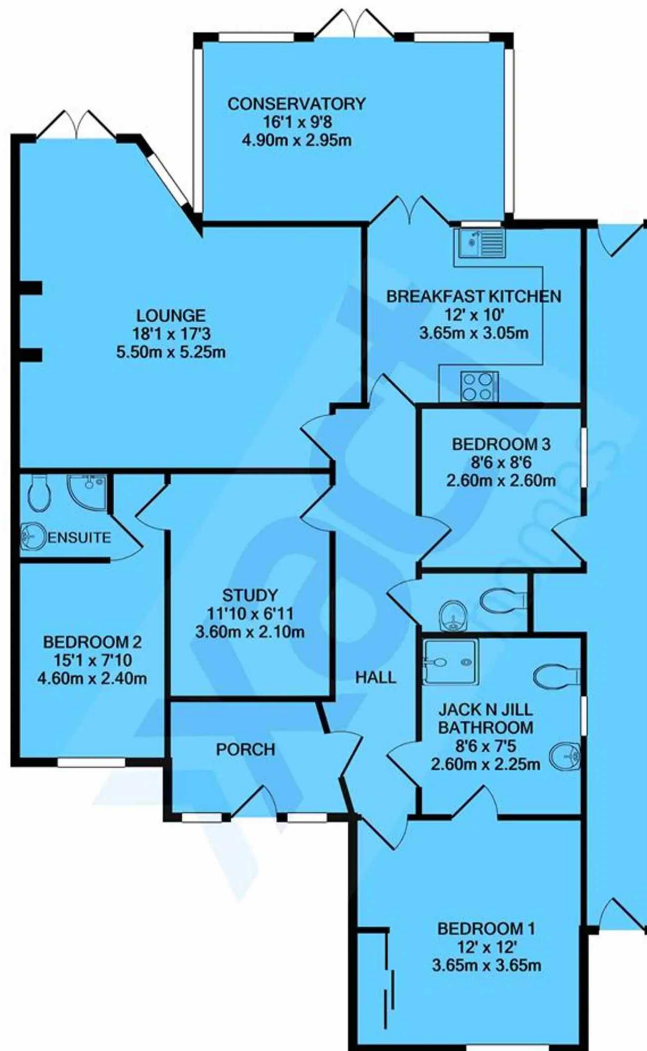 CONSERVATORY
16'1 x 9'8
4.90m x 2.95m
LOUNGE
18'1 x 17'3
5.50m x 5.25m
BREAKFAST KITCHEN
12' x 10'
3.65m x 3.05m
BEDROOM 3
8'6 x 8'6
2.60m x 2.60m
ENSUITE
STUDY
11'10 x 6'11
3.60m x 2.10m
BEDROOM 2
15'1 x 7'10
4.60m x 2.40m
HALL
JACK N JILL
BATHROOM
8'6 x 7'5
2.60m x 2.25m
PORCH
BEDROOM 1
12' x 12'
3.65m x 3.65m
xact
homes